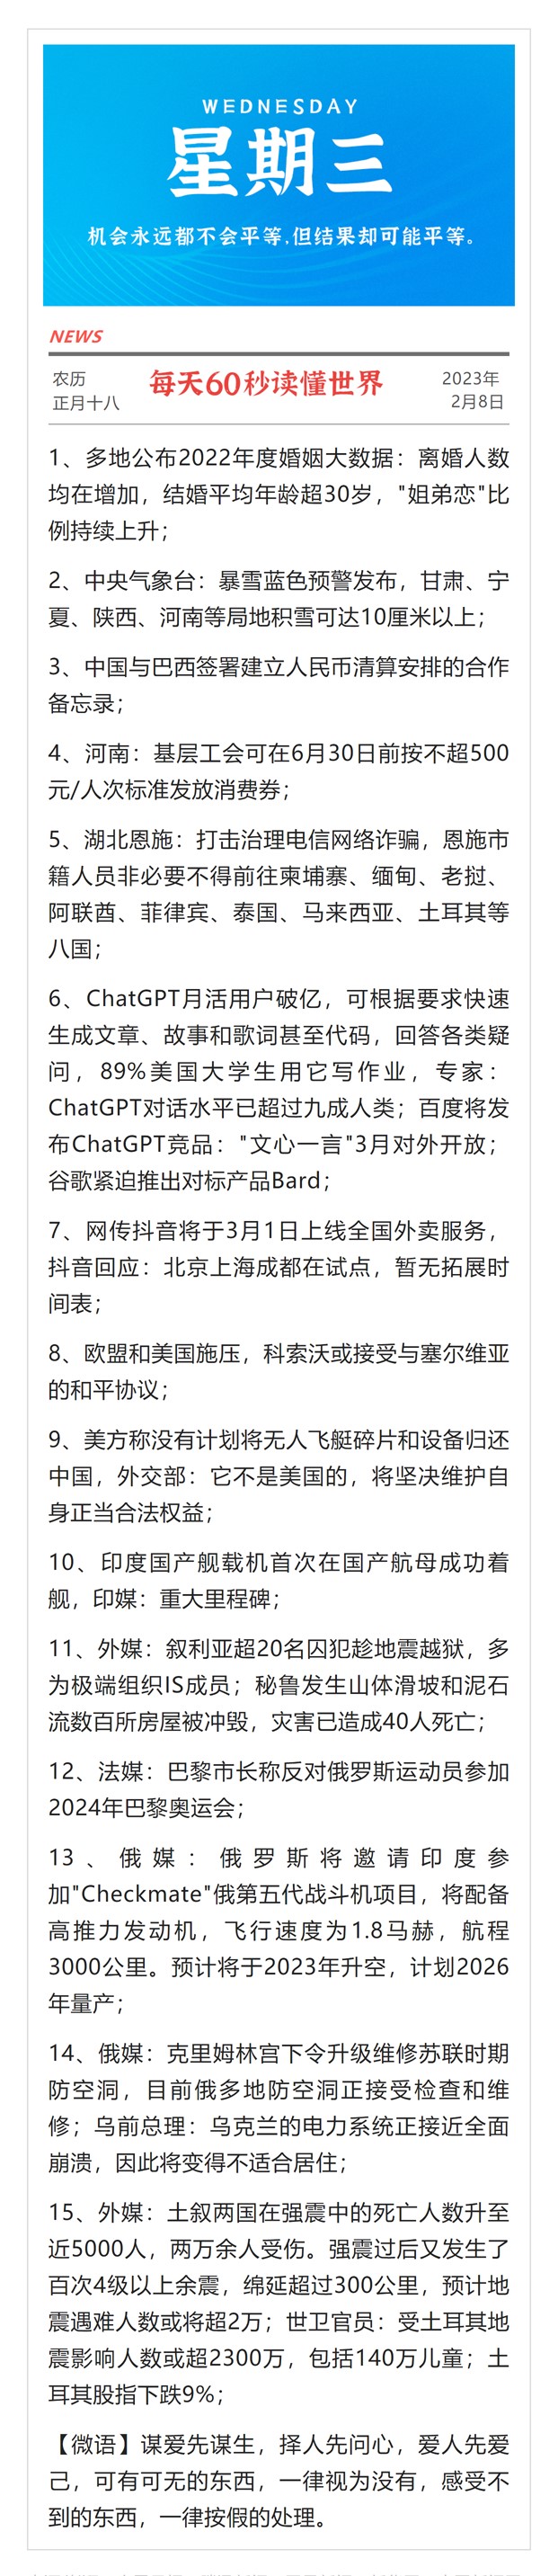 WEDNESDAY
星期三
机会永远都不会平等,但结果却可能平等。
NEWS
农历
正月十八
每天60秒读懂世界
2023年
2月8日
1、多地公布2022年度婚姻大数据：离婚人数
均在增加，结婚平均年龄超30岁，"姐弟恋"比
例持续上升；
2、中央气象台：暴雪蓝色预警发布，甘肃、宁
夏、陕西、河南等局地积雪可达10厘米以上；
3、中国与巴西签署建立人民币清算安排的合作
备忘录；
4、河南：基层工会可在6月30日前按不超500
元/人次标准发放消费券；
5、湖北恩施：打击治理电信网络诈骗，恩施市
籍人员非必要不得前往柬埔寨、缅甸、老挝、
阿联酋、菲律宾、泰国、马来西亚、土耳其等
八国；
6、ChatGPT月活用户破亿，可根据要求快速
生成文章、故事和歌词甚至代码，回答各类疑
问，89%美国大学生用它写作业，专家：
ChatGPT对话水平已超过九成人类；百度将发
布ChatGPT竞品："文心一言"3月对外开放；
谷歌紧迫推出对标产品Bard；
7、网传抖音将于3月1日上线全国外卖服务，
抖音回应：北京上海成都在试点，暂无拓展时
间表；
8、欧盟和美国施压，科索沃或接受与塞尔维亚
的和平协议；
9、美方称没有计划将无人飞艇碎片和设备归还
中国，外交部：它不是美国的，将坚决维护自
身正当合法权益；
10、印度国产舰载机首次在国产航母成功着
舰，印媒：重大里程碑；
11、外媒：叙利亚超20名囚犯趁地震越狱，多
为极端组织IS成员；秘鲁发生山体滑坡和泥石
流数百所房屋被冲毁，灾害已造成40人死亡；
12、法媒：巴黎市长称反对俄罗斯运动员参加
2024年巴黎奥运会；
13、俄媒：俄罗斯将邀请印度参
加"Checkmate"俄第五代战斗机项目，将配备
高推力发动机，飞行速度为1.8马赫，航程
3000公里。预计将于2023年升空，计划2026
年量产；
14、俄媒：克里姆林宫下令升级维修苏联时期
防空洞，目前俄多地防空洞正接受检查和维
修；乌前总理：乌克兰的电力系统正接近全面
崩溃，因此将变得不适合居住；
15、外媒：土叙两国在强震中的死亡人数升至
近5000人，两万余人受伤。强震过后又发生了
百次4级以上余震，绵延超过300公里，预计地
震遇难人数或将超2万；世卫官员：受土耳其地
震影响人数或超2300万，包括140万儿童；土
耳其股指下跌9%；
【微语】谋爱先谋生，择人先问心，爱人先爱
己，可有可无的东西，一律视为没有，感受不
到的东西，一律按假的处理。